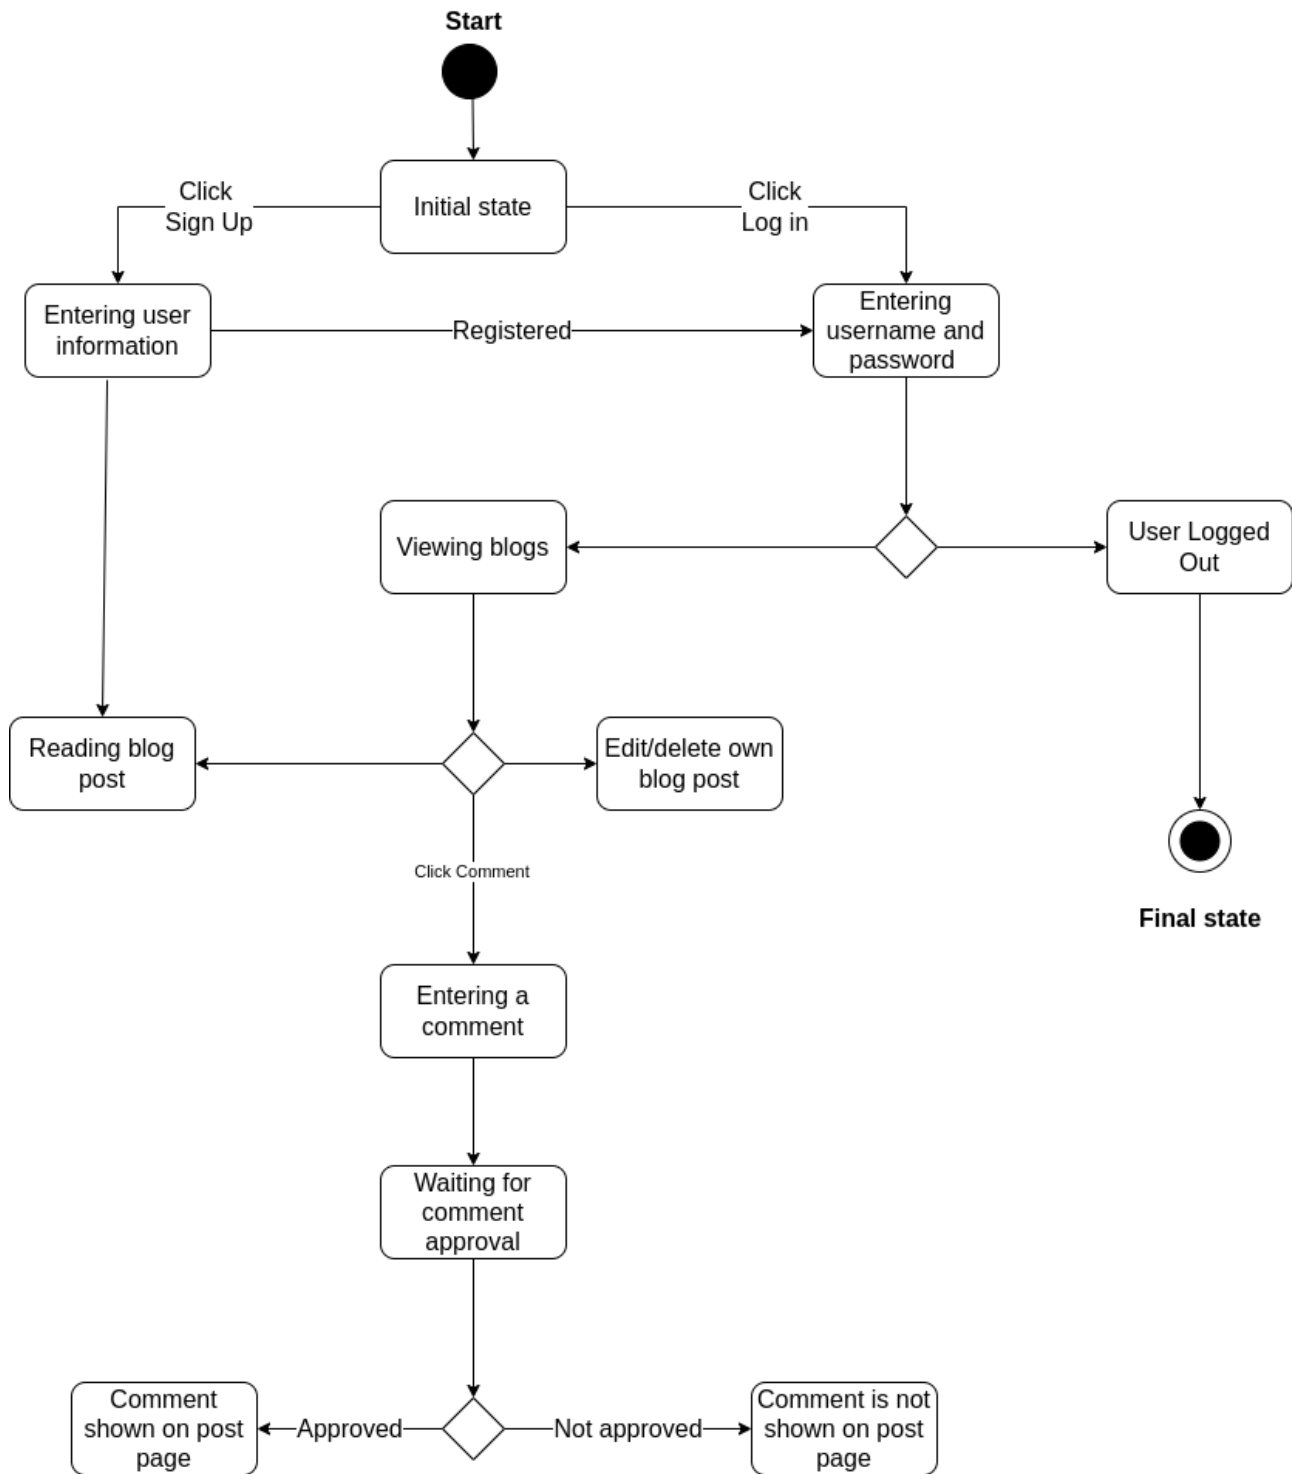 Start
Initial state
Click
Sign Up
Click
Log in
Entering user
information
Registered
Entering
username and
password
Viewing blogs
User Logged
Out
Reading blog
post
Edit/delete own
blog post
Click Comment
Final state
Entering a
comment
Waiting for
comment
approval
Comment
shown on post
page
Approved
Not approved
Comment is not
shown on post
page